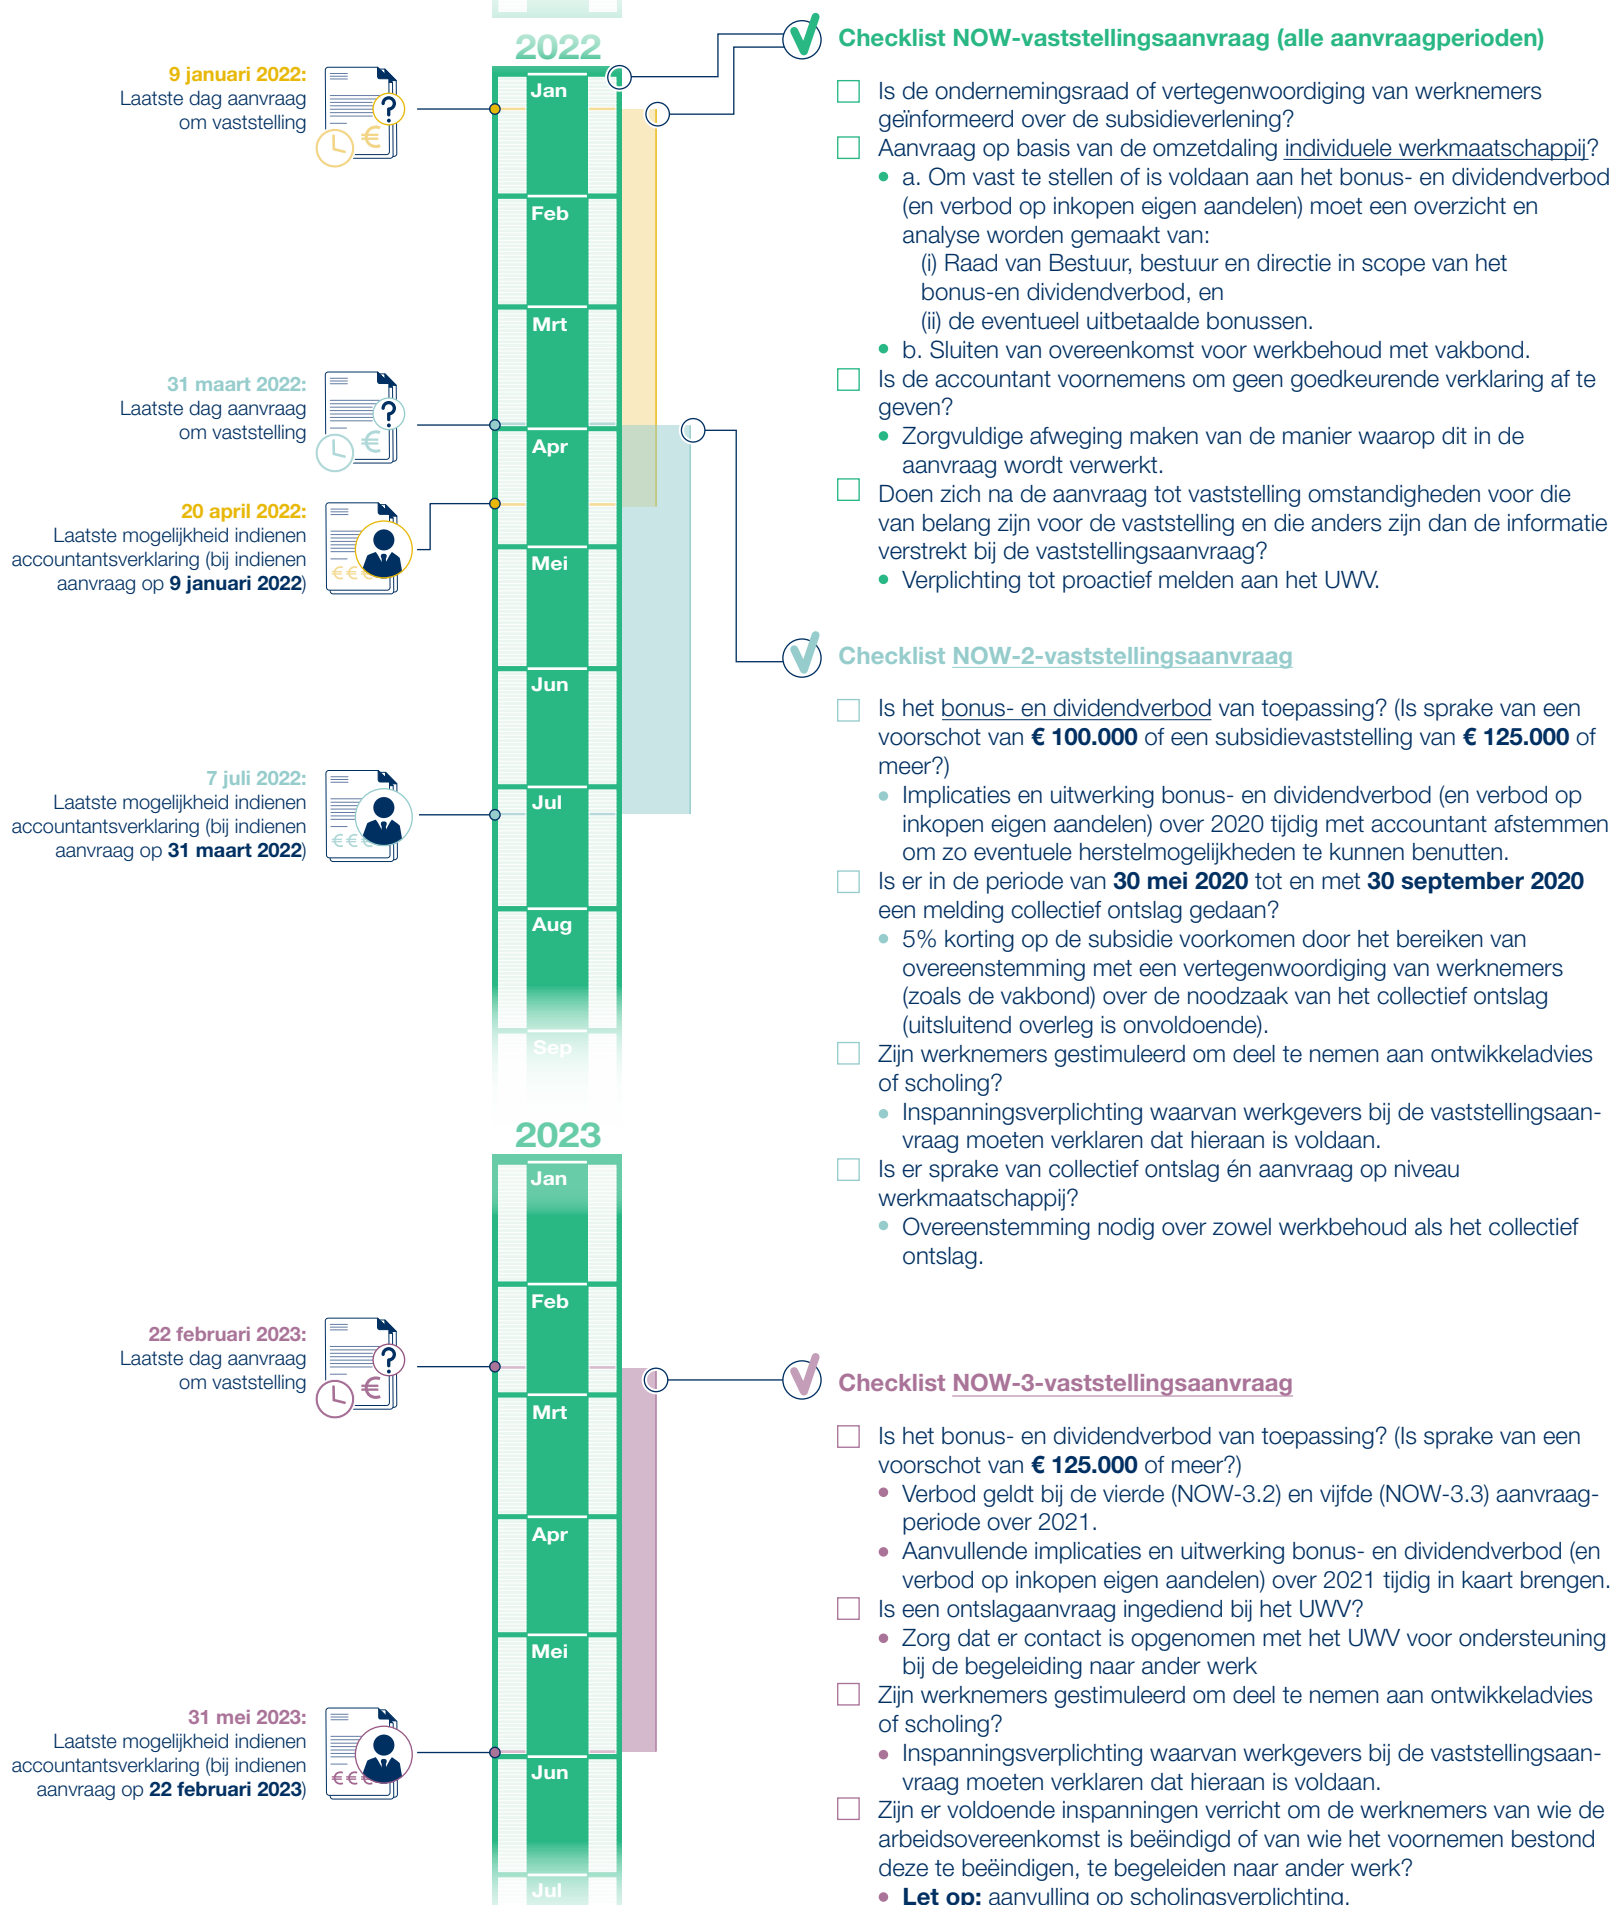 2022
Jan
Feb
Mrt
Apr
Mei
Jun
Jul
Aug
Sep
2023
Jan
Feb
Mrt
Apr
Mei
Jun
Jul
9 januari 2022:
Laatste dag aanvraag
om vaststelling
31 maart 2022:
Laatste dag aanvraag
om vaststelling
20 april 2022:
Laatste mogelijkheid indienen
accountantsverklaring (bij indienen
aanvraag op 9 januari 2022)
7 juli 2022:
Laatste mogelijkheid indienen
accountantsverklaring (bij indienen
aanvraag op 31 maart 2022)
22 februari 2023:
Laatste dag aanvraag
om vaststelling
31 mei 2023:
Laatste mogelijkheid indienen
accountantsverklaring (bij indienen
aanvraag op 22 februari 2023)
Checklist NOW-vaststellingsaanvraag (alle aanvraagperioden)
Is de ondernemingsraad of vertegenwoordiging van werknemers
geïnformeerd over de subsidieverlening?
Aanvraag op basis van de omzetdaling individuele werkmaatschappij?
• a. Om vast te stellen of is voldaan aan het bonus- en dividendverbod
(en verbod op inkopen eigen aandelen) moet een overzicht en
analyse worden gemaakt van:
(i) Raad van Bestuur, bestuur en directie in scope van het
bonus-en dividendverbod, en
(ii) de eventueel uitbetaalde bonussen.
• b. Sluiten van overeenkomst voor werkbehoud met vakbond.
Is de accountant voornemens om geen goedkeurende verklaring af te
geven?
• Zorgvuldige afweging maken van de manier waarop dit in de
aanvraag wordt verwerkt.
Doen zich na de aanvraag tot vaststelling omstandigheden voor die
van belang zijn voor de vaststelling en die anders zijn dan de informatie
verstrekt bij de vaststellingsaanvraag?
• Verplichting tot proactief melden aan het UWV.
Checklist NOW-2-vaststellingsaanvraag
Is het bonus- en dividendverbod van toepassing? (Is sprake van een
voorschot van € 100.000 of een subsidievaststelling van € 125.000 of
meer?)
• Implicaties en uitwerking bonus- en dividendverbod (en verbod op
inkopen eigen aandelen) over 2020 tijdig met accountant afstemmen
om zo eventuele herstelmogelijkheden te kunnen benutten.
Is er in de periode van 30 mei 2020 tot en met 30 september 2020
een melding collectief ontslag gedaan?
• 5% korting op de subsidie voorkomen door het bereiken van
overeenstemming met een vertegenwoordiging van werknemers
(zoals de vakbond) over de noodzaak van het collectief ontslag
(uitsluitend overleg is onvoldoende).
Zijn werknemers gestimuleerd om deel te nemen aan ontwikkeladvies
of scholing?
• Inspanningsverplichting waarvan werkgevers bij de vaststellingsaan-
vraag moeten verklaren dat hieraan is voldaan.
Is er sprake van collectief ontslag én aanvraag op niveau
werkmaatschappij?
• Overeenstemming nodig over zowel werkbehoud als het collectief
ontslag.
Checklist NOW-3-vaststellingsaanvraag
Is het bonus- en dividendverbod van toepassing? (Is sprake van een
voorschot van € 125.000 of meer?)
• Verbod geldt bij de vierde (NOW-3.2) en vijfde (NOW-3.3) aanvraag-
periode over 2021.
• Aanvullende implicaties en uitwerking bonus- en dividendverbod (en
verbod op inkopen eigen aandelen) over 2021 tijdig in kaart brengen.
Is een ontslagaanvraag ingediend bij het UWV?
• Zorg dat er contact is opgenomen met het UWV voor ondersteuning
bij de begeleiding naar ander werk
Zijn werknemers gestimuleerd om deel te nemen aan ontwikkeladvies
of scholing?
• Inspanningsverplichting waarvan werkgevers bij de vaststellingsaan-
vraag moeten verklaren dat hieraan is voldaan.
Zijn er voldoende inspanningen verricht om de werknemers van wie de
arbeidsovereenkomst is beëindigd of van wie het voornemen bestond
deze te beëindigen, te begeleiden naar ander werk?
• Let op: aanvulling op scholingsverplichting.